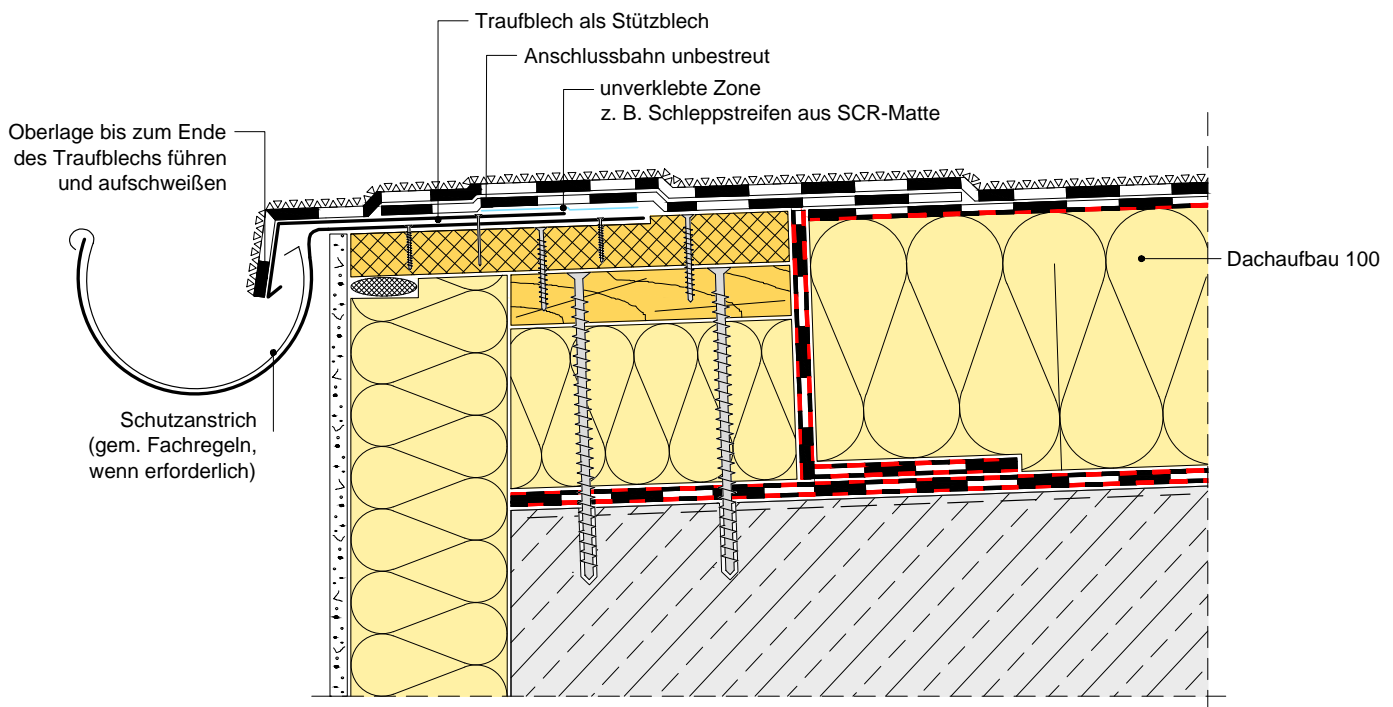 Traufblech als Stützblech
Anschlussbahn unbestreut
unverklebte Zone
z. B. Schleppstreifen aus SCR-Matte
Oberlage bis zum Ende
des Traufblechs führen
und aufschweißen
Dachaufbau 100
Schutzanstrich
(gem. Fachregeln,
wenn erforderlich)